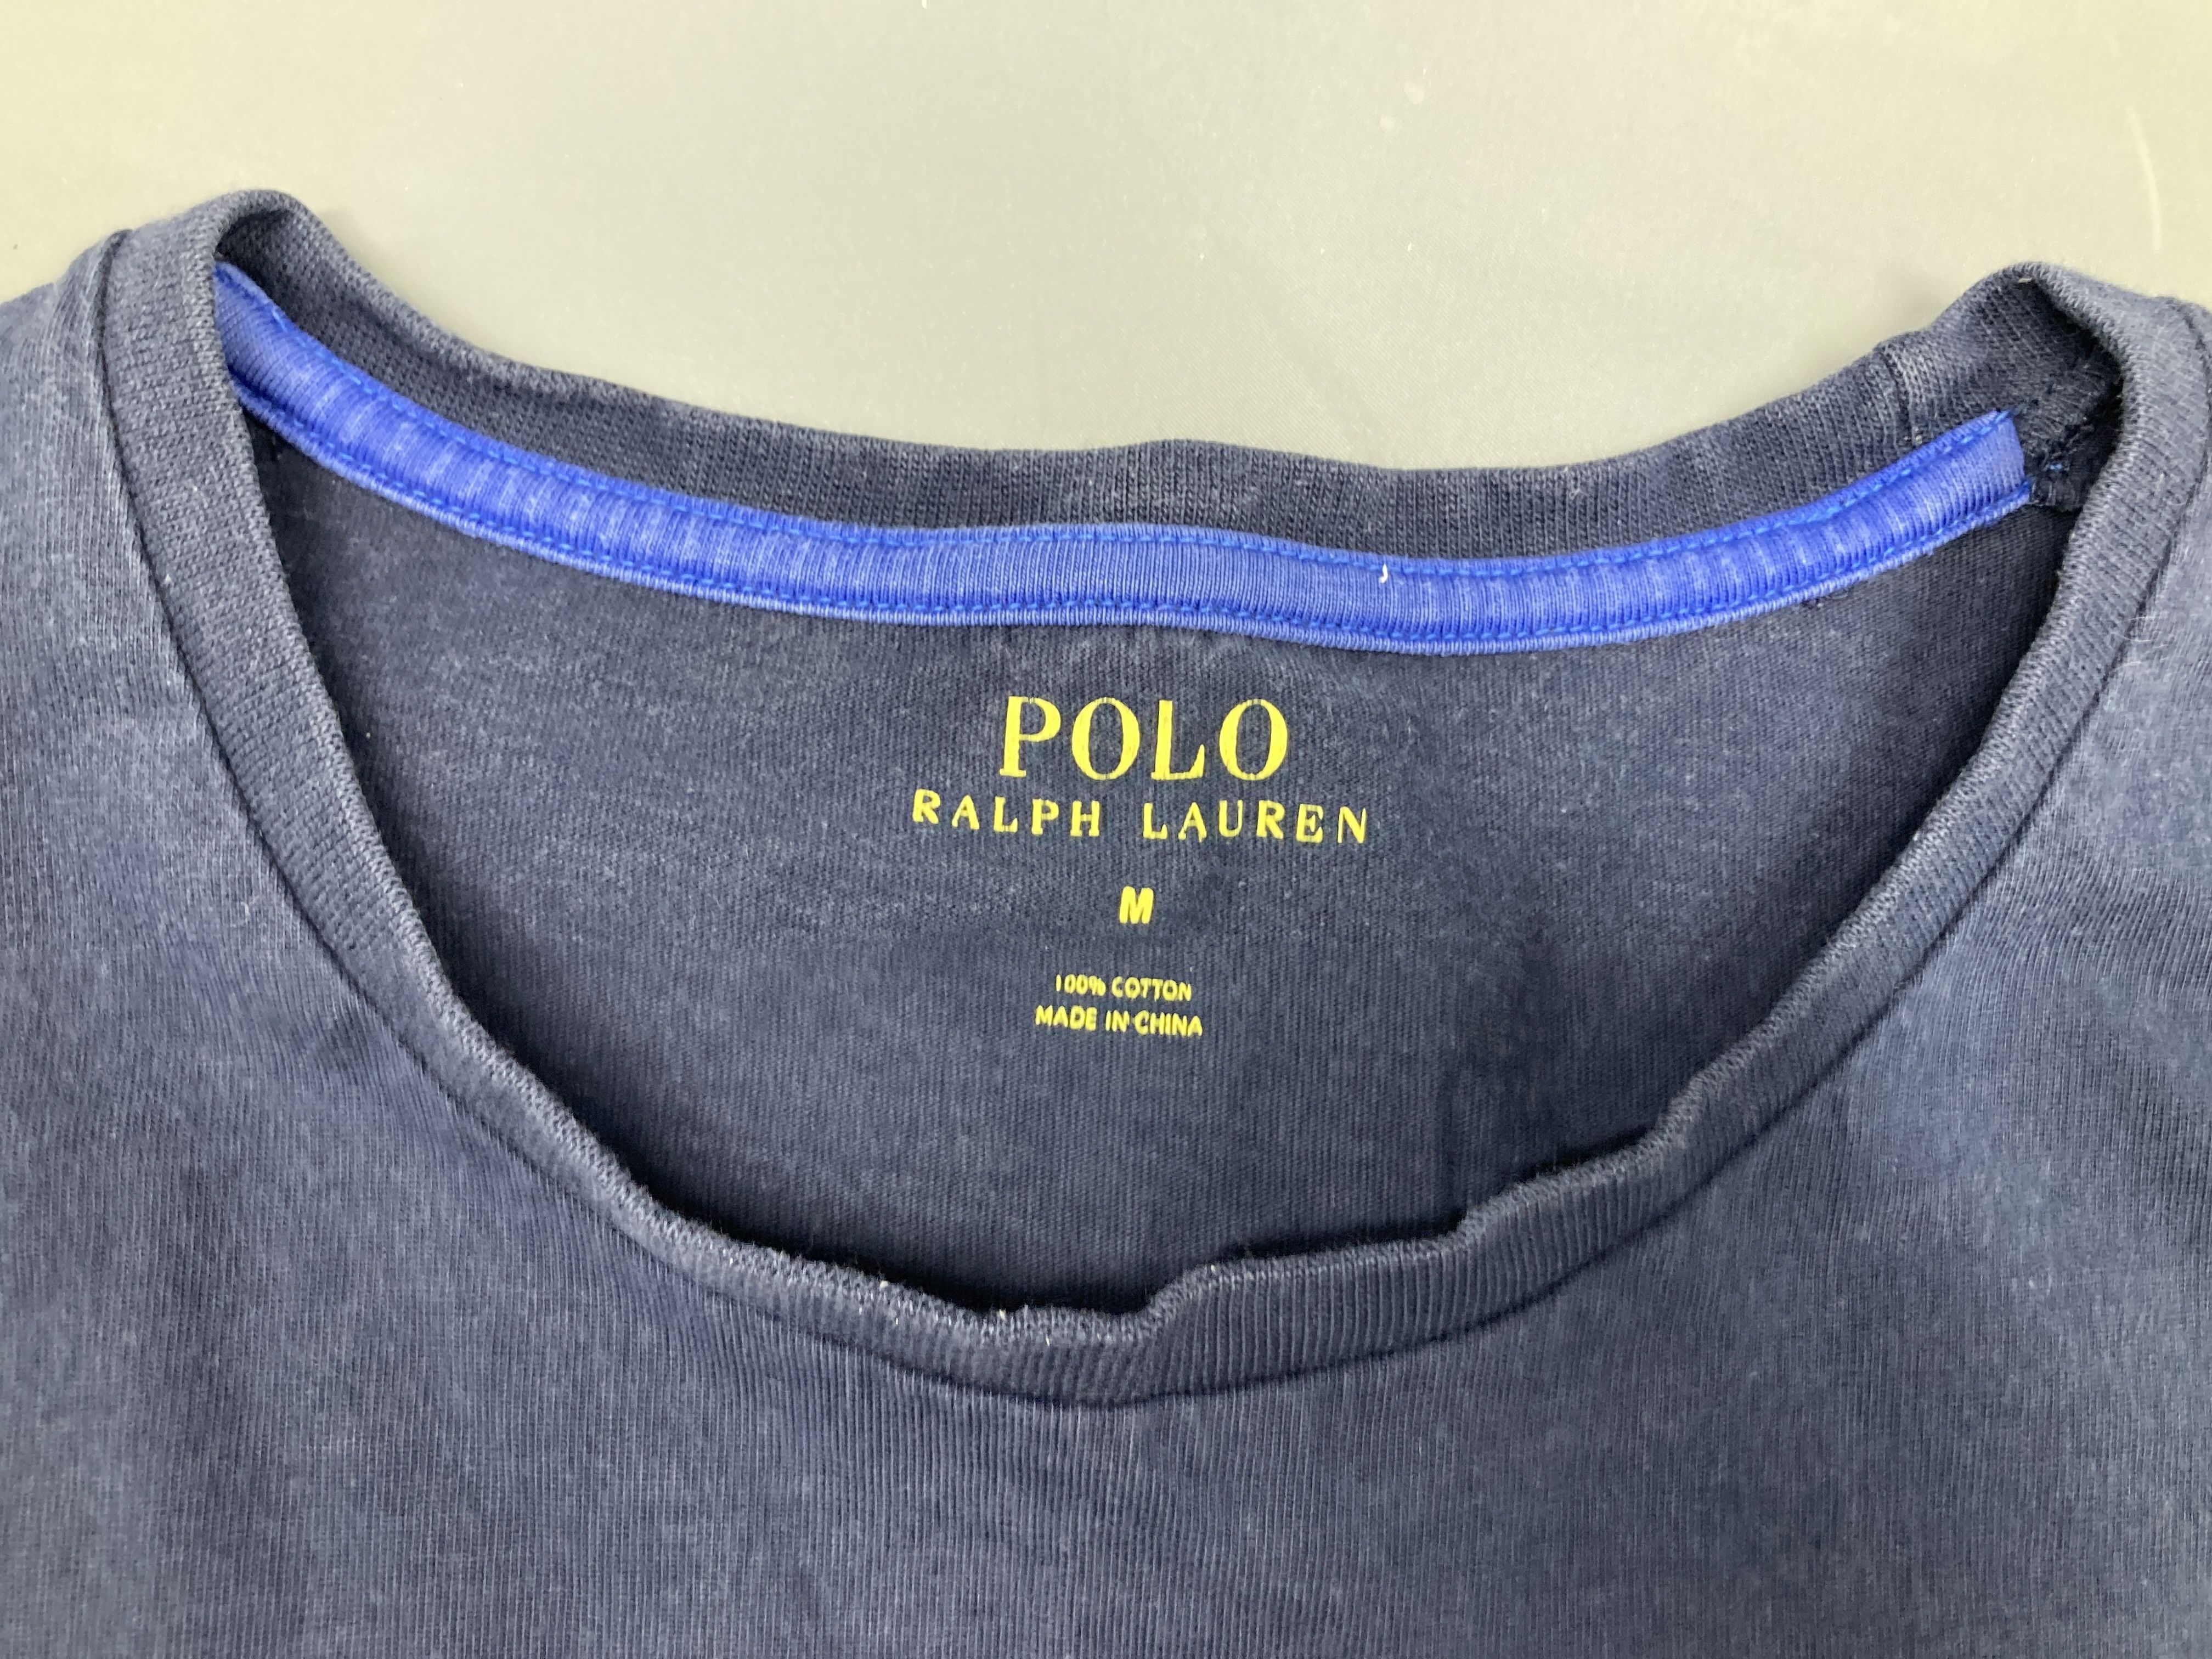 POLO
RALPH LAUREN
M
100% COTTON
MADE IN CHINA